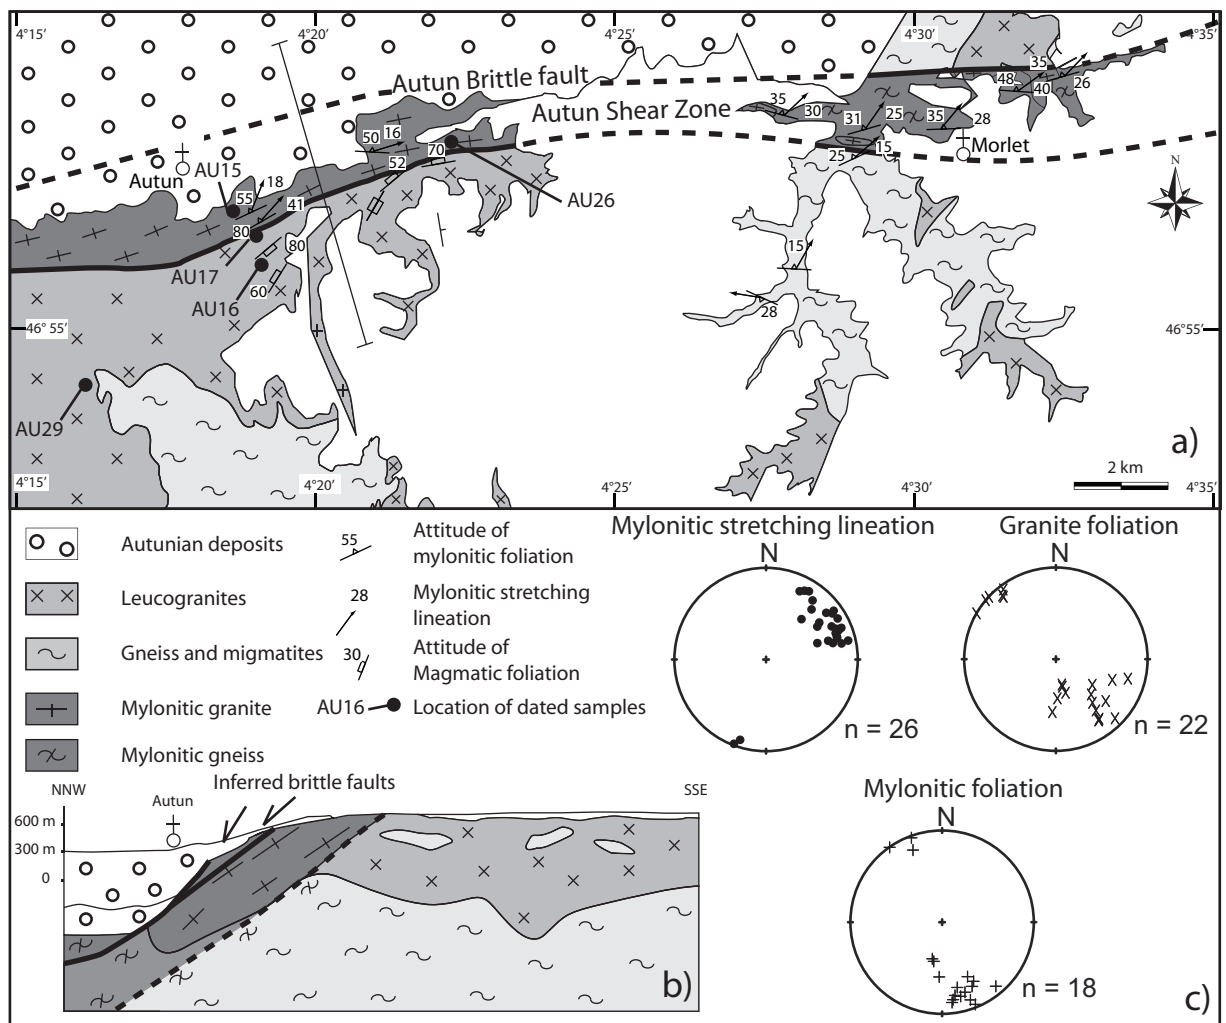 4°15'
4°20'
4°25'
4°30'
4°35'
Autun Brittle fault
Autun Shear Zone
35
48
40
26
35
30
31
25
35
28
50
16
70
52
25
15
Morlet
N
Autun
AU15
18
55
41
AU26
80
80
AU17
15
AU16
60
28
46° 55'
46°55'
AU29
a)
2 km
4°15'
4°20'
4°25'
4°30'
4°35'
Autunian deposits
Leucogranites
Gneiss and migmatites
Mylonitic granite
Mylonitic gneiss
55
Attitude of
mylonitic foliation
28
Mylonitic stretching
lineation
30
Attitude of
Magmatic foliation
AU16
Location of dated samples
Mylonitic stretching lineation
N
n = 26
Granite foliation
N
n = 22
Mylonitic foliation
N
n = 18
c)
Inferred brittle faults
NNW
SSE
Autun
600 m
300 m
0
b)